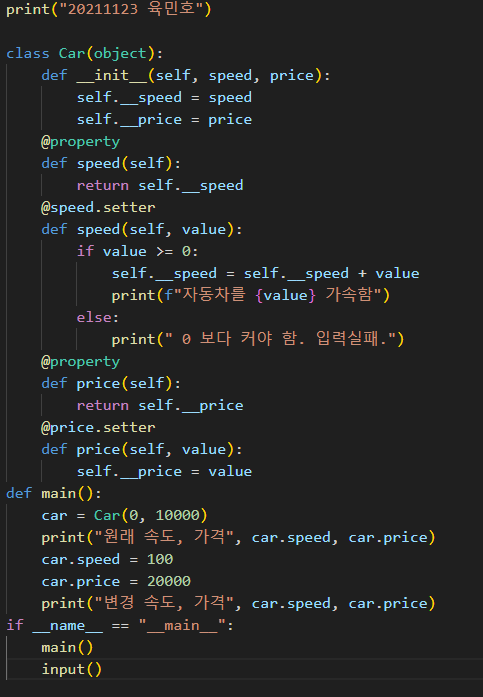 print("20211123 육민호")

class Car(object):
    def __init__(self, speed, price):
        self.__speed = speed
        self.__price = price
    @property
    def speed(self):
        return self.__speed
    @speed.setter
    def speed(self, value):
        if value >= 0:
            self.__speed = self.__speed + value
            print(f"자동차를 {value} 가속함")
        else:
            print(" 0 보다 커야 함. 입력실패.")
    @property
    def price(self):
        return self.__price
    @price.setter
    def price(self, value):
        self.__price = value
def main():
    car = Car(0, 10000)
    print("원래 속도, 가격", car.speed, car.price)
    car.speed = 100
    car.price = 20000
    print("변경 속도, 가격", car.speed, car.price)
if __name__ == "__main__":
    main()
    input()